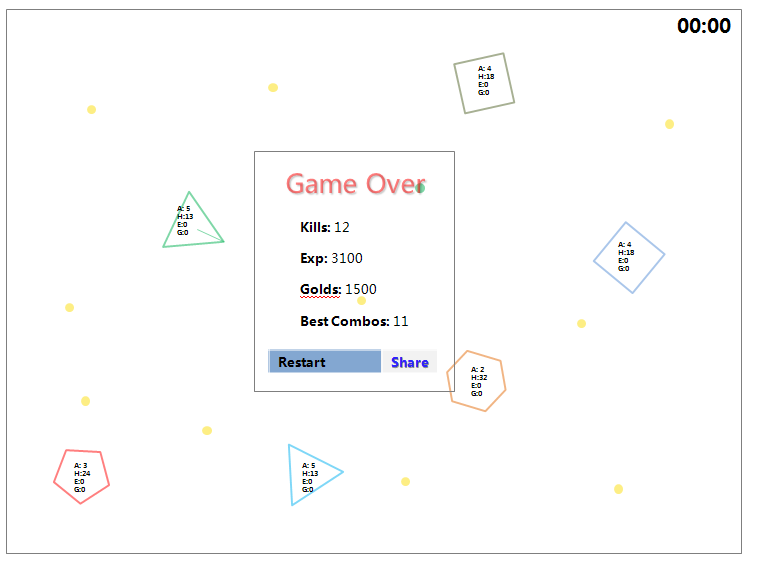 00:00
A: 4
H:18
E:0
G:0
Game Over
A: 5
H:13
E:0
G:0
Kills: 12
A: 4
H:18
E:0
G:0
Exp: 3100
Golds: 1500
Best Combos: 11
Restart
Share
A: 2
H:32
E:0
G:0
A: 3
H:24
E:0
G:0
A: 5
H:13
E:0
G:0